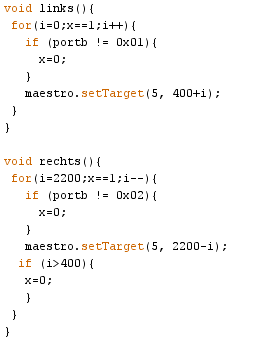 void links(){
for(i=0;x==1;i++){
if (portb != 0x01){
x=0;
}
maestro.setTarget(5, 400+i);
}
}
void rechts(){
for(i=2200;x==1;i--){
if (portb != 0x02){
x=0;
}
maestro.setTarget(5, 2200-i);
if (i>400){
x=0;
}
}
}